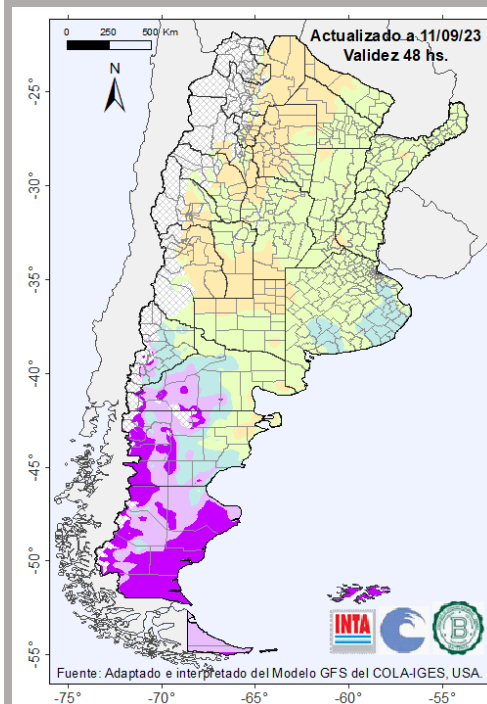 0 250 500 Km
Actualizado a 11/09/23
Validez 48 hs.
N
-25°
-30°
-35°
-40°
-45°
-50°
-55°
INTA
B
Fuente: Adaptado e interpretado del Modelo GFS del COLA-IGES, USA.
-75 -70 -65 -60 -55